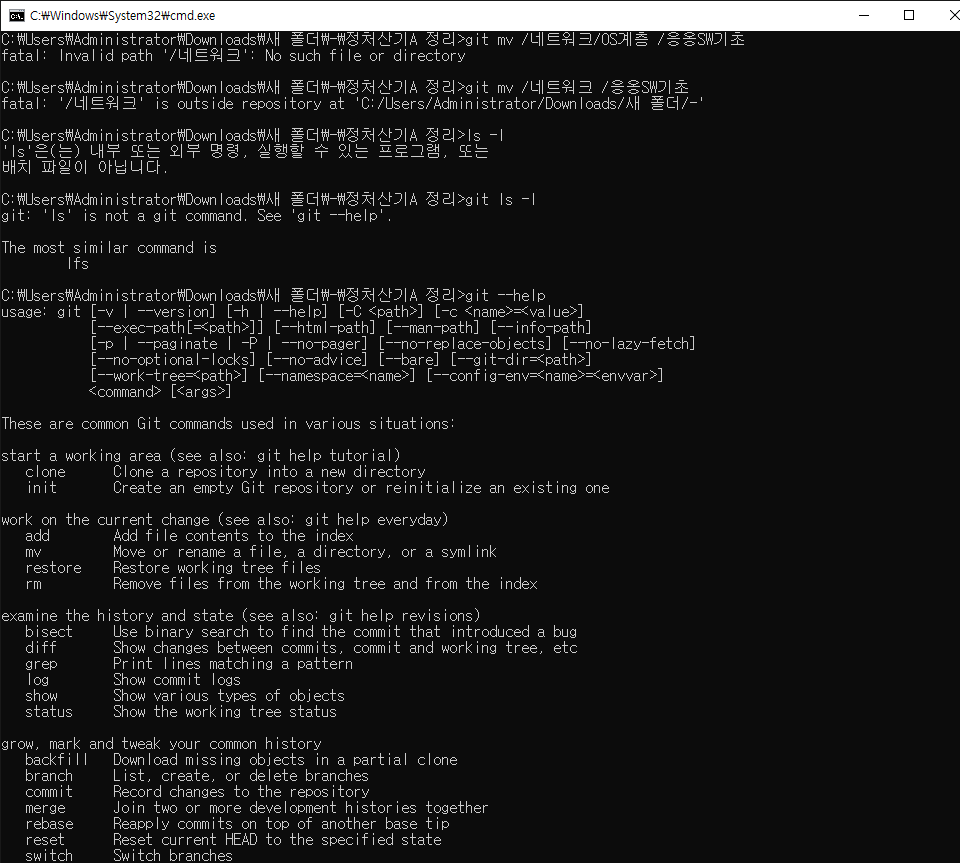 C:₩Windows₩System32₩cmd.exe
C:₩Users₩Administrator₩Downloads₩새 폴더₩-₩정처산기A 정리>git mv /네트워크/OS계층 /응용SW기초
fatal: Invalid path '/네트워크': No such file or directory
C:₩Users₩Administrator₩Downloads₩새 폴더₩-₩정처산기A 정리>git mv /네트워크 /응용SW기초
fatal: '/네트워크' is outside repository at 'C:/Users/Administrator/Downloads/새 폴더/-'
C:₩Users₩Administrator₩Downloads₩새 폴더₩-₩정처산기A 정리>ls -l
'ls'은(는) 내부 또는 외부 명령, 실행할 수 있는 프로그램, 또는
배치 파일이 아닙니다.
C:₩Users₩Administrator₩Downloads₩새 폴더₩-₩정처산기A 정리>git ls -l
git: 'ls' is not a git command. See 'git --help'.
The most similar command is
lfs
C:₩Users₩Administrator₩Downloads₩새 폴더₩-₩정처산기A 정리>git --help
usage: git [-v | --version] [-h | --help] [-C <path>] [-c <name>=<value>]
[--exec-path[=<path>]] [--html-path] [--man-path] [--info-path]
[-p | --paginate | -P | --no-pager] [--no-replace-objects] [--no-lazy-fetch]
[--no-optional-locks] [--no-advice] [--bare] [--git-dir=<path>]
[--work-tree=<path>] [--namespace=<name>] [--config-env=<name>=<envvar>]
<command> [<args>]
These are common Git commands used in various situations:
start a working area (see also: git help tutorial)
clone Clone a repository into a new directory
init Create an empty Git repository or reinitialize an existing one
work on the current change (see also: git help everyday)
add Add file contents to the index
mv Move or rename a file, a directory, or a symlink
restore Restore working tree files
rm Remove files from the working tree and from the index
examine the history and state (see also: git help revisions)
bisect Use binary search to find the commit that introduced a bug
diff Show changes between commits, commit and working tree, etc
grep Print lines matching a pattern
log Show commit logs
show Show various types of objects
status Show the working tree status
grow, mark and tweak your common history
backfill Download missing objects in a partial clone
branch List, create, or delete branches
commit Record changes to the repository
merge Join two or more development histories together
rebase Reapply commits on top of another base tip
reset Reset current HEAD to the specified state
switch Switch branches